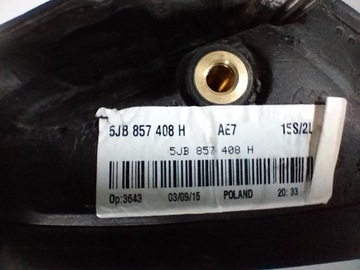 5JB 857 408 H AE7 15S/2L
5JB 857 408 H
Op:3643 03/09/15 POLAND 20:33